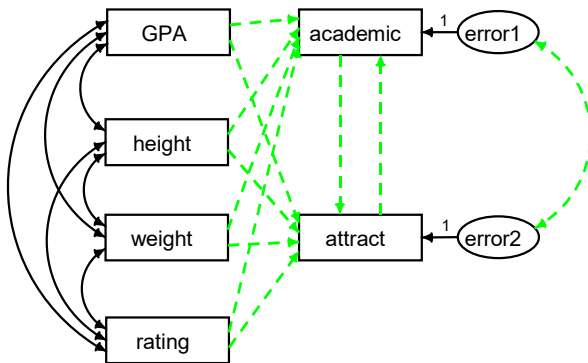 GPA
academic
1
error1
height
weight
attract
1
error2
rating